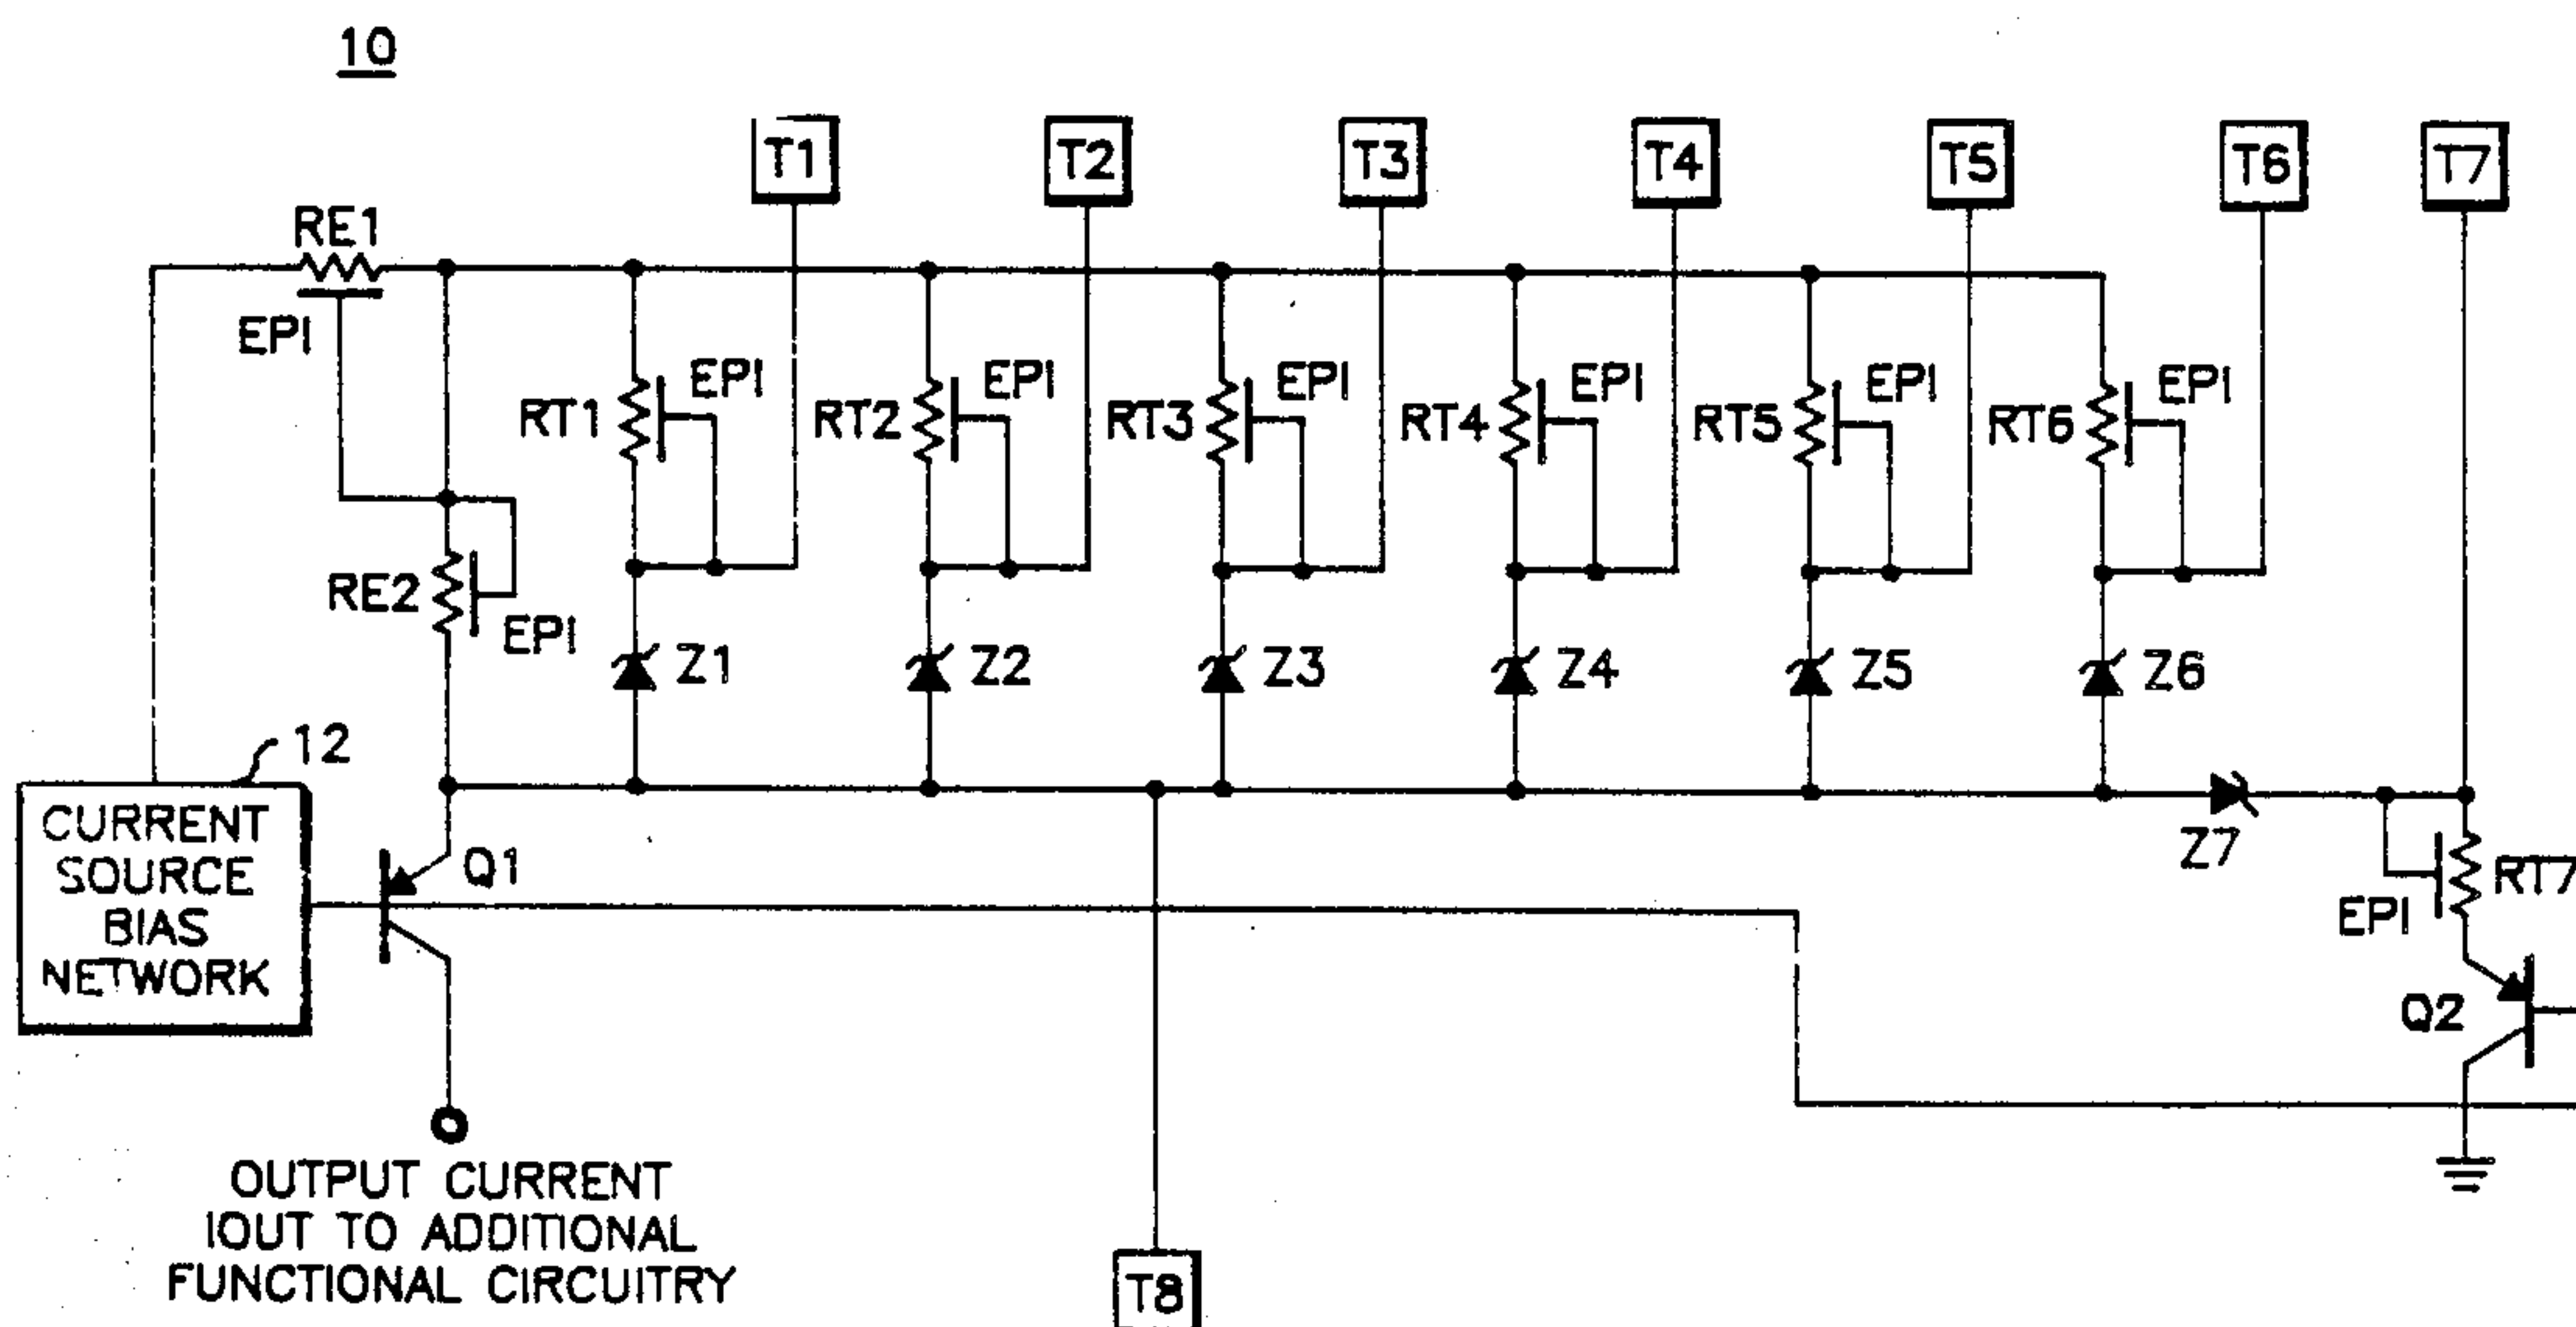 10
T1 T2 T3 T4 T5 T6 T7
RE1
EPI
EPI EPI EPI EPI EPI EPI
RT1 RT2 RT3 RT4 RT5 RT6
RE2
EPI
Z1 Z2 Z3 Z4 Z5 Z6
12
CURRENT
SOURCE
BIAS
NETWORK
Q1
Z7
RT7
EPI
Q2
OUTPUT CURRENT
IOUT TO ADDITIONAL
FUNCTIONAL CIRCUITRY
T8